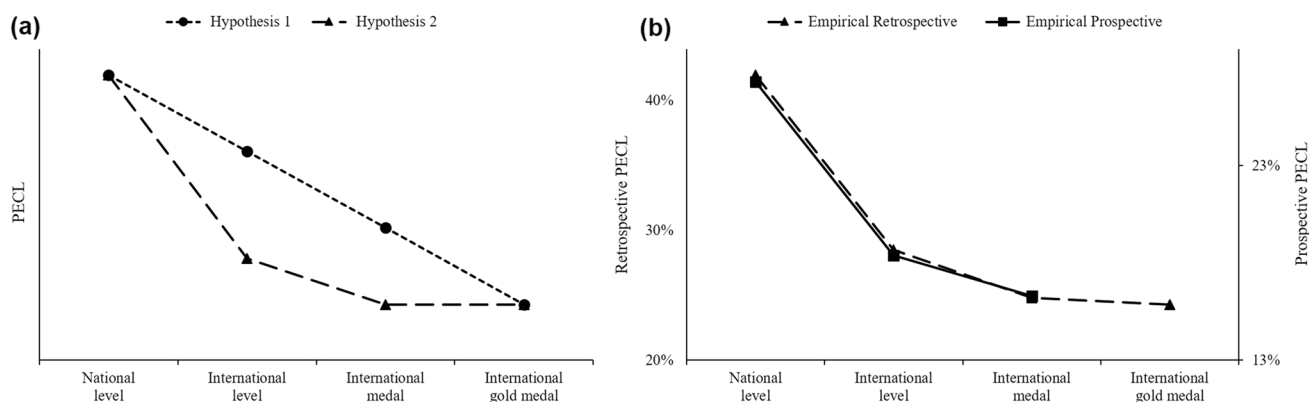 (a)
Hypothesis 1
Hypothesis 2
PECL
National
level
International
level
International
medal
International
gold medal
(b)
Empirical Retrospective
Empirical Prospective
Retrospective PECL
40%
30%
20%
23%
13%
Prospective PECL
National
level
International
level
International
medal
International
gold medal